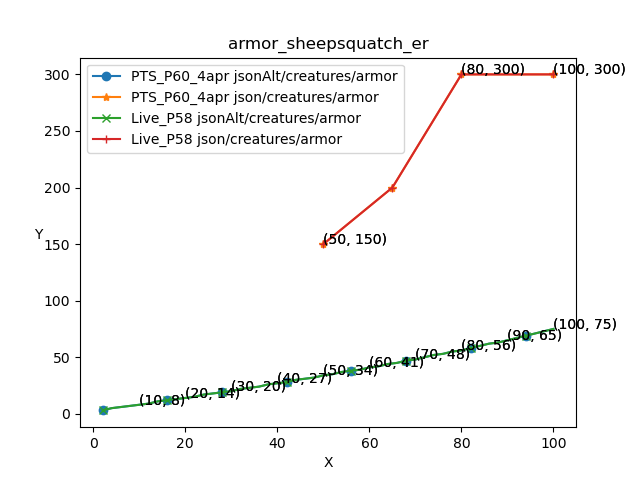 armor_sheepsquatch_er
PTS_P60_4apr jsonAlt/creatures/armor
PTS_P60_4apr json/creatures/armor
Live_P58 jsonAlt/creatures/armor
Live_P58 json/creatures/armor
(80, 300)
(100, 300)
(50, 150)
(100, 75)
(90, 65)
(80, 56)
(70, 48)
(60, 41)
(50, 34)
(40, 27)
(30, 20)
(20, 14)
(10, 8)
300
250
200
150
100
50
0
Y
0 20 40 60 80 100
X